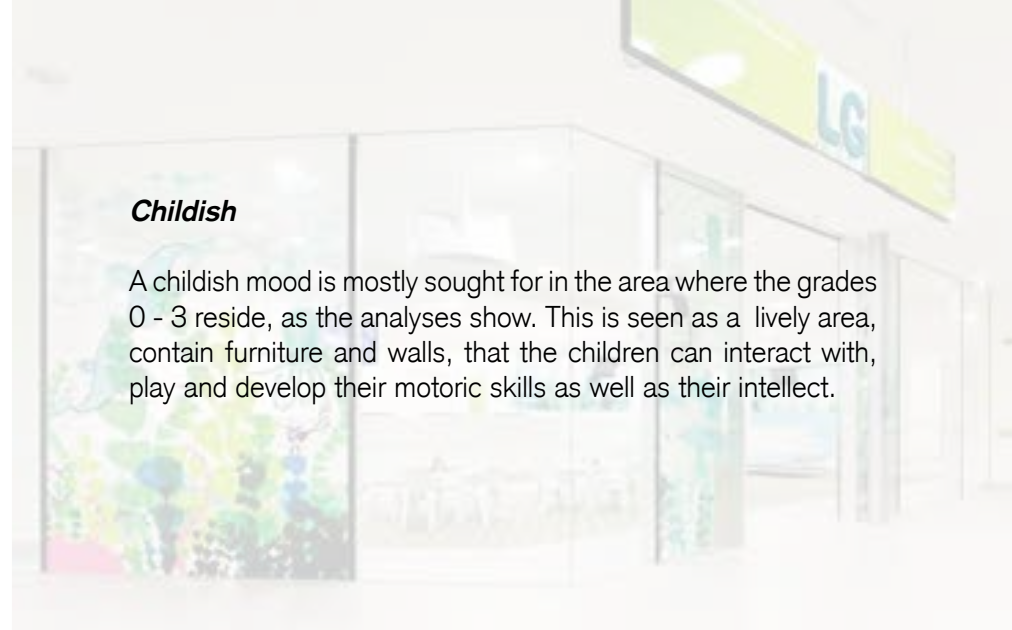 LG
Childish
A childish mood is mostly sought for in the area where the grades
0 - 3 reside, as the analyses show. This is seen as a lively area,
contain furniture and walls, that the children can interact with,
play and develop their motoric skills as well as their intellect.